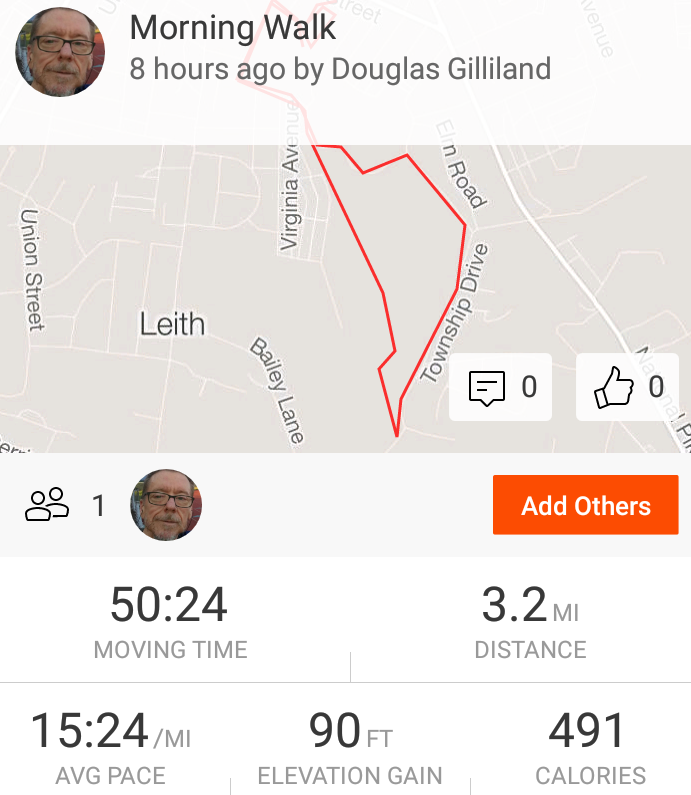 Morning Walk
8 hours ago by Douglas Gilliland
Street
Avenue
Virginia Avenue
Elm Road
Union Street
Township Drive
Leith
Bailey Lane
National Pi
0
0
1
Add Others
50:24
3.2 MI
MOVING TIME
DISTANCE
15:24 /MI
90 FT
491
AVG PACE
ELEVATION GAIN
CALORIES